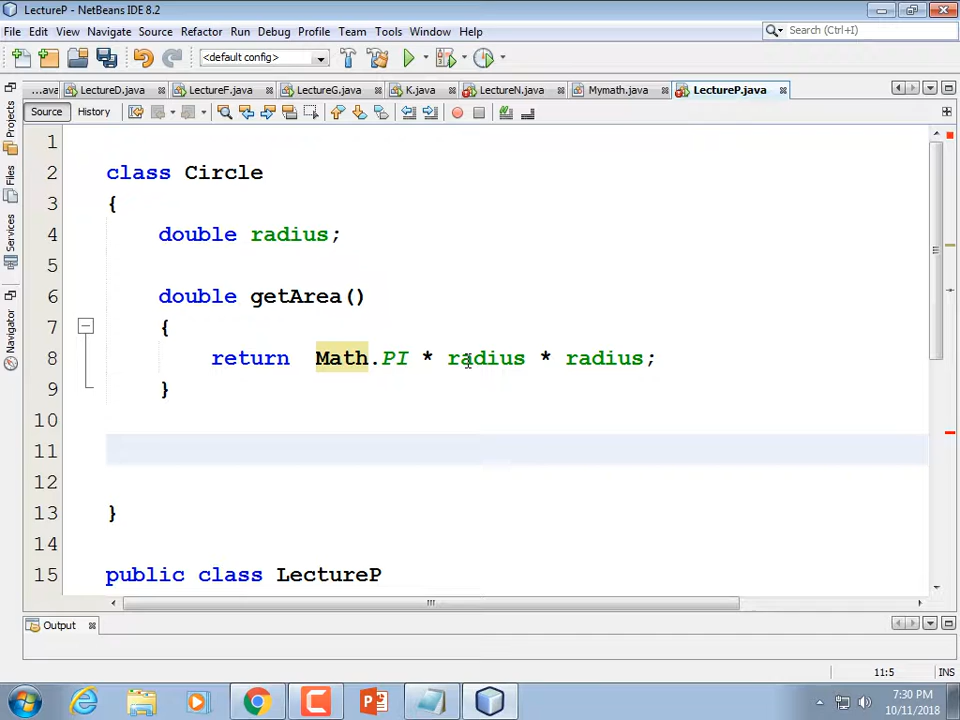 LectureP - NetBeans IDE 8.2
File Edit View Navigate Source Refactor Run Debug Profile Team Tools Window Help
Search (Ctrl+I)
<default config>
...ava LectureD.java LectureF.java LectureG.java K.java LectureN.java Mymath.java LectureP.java
Source History
Projects
Files
Services
Navigator
1
2 class Circle
3 {
4 double radius;
5
6 double getArea()
7 {
8 return Math.PI * radius * radius;
9 }
10
11
12
13 }
14
15 public class LectureP
Output
11:5 INS
7:30 PM
10/11/2018